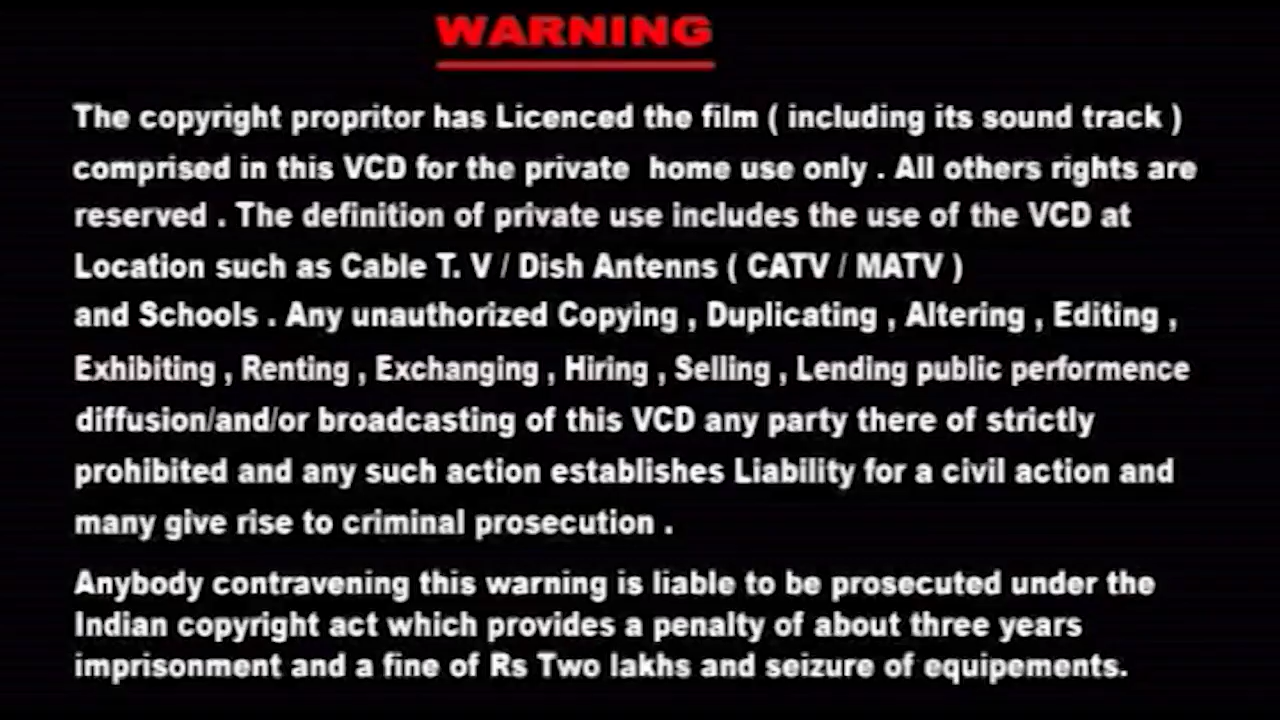 WARNING
The copyright propritor has Licenced the film ( including its sound track )
comprised in this VCD for the private home use only . All others rights are
reserved . The definition of private use includes the use of the VCD at
Location such as Cable T. V / Dish Antenns ( CATV / MATV )
and Schools . Any unauthorized Copying , Duplicating , Altering , Editing ,
Exhibiting , Renting , Exchanging , Hiring , Selling , Lending public performence
diffusion/and/or broadcasting of this VCD any party there of strictly
prohibited and any such action establishes Liability for a civil action and
many give rise to criminal prosecution .
Anybody contravening this warning is liable to be prosecuted under the
Indian copyright act which provides a penalty of about three years
imprisonment and a fine of Rs Two lakhs and seizure of equipements.